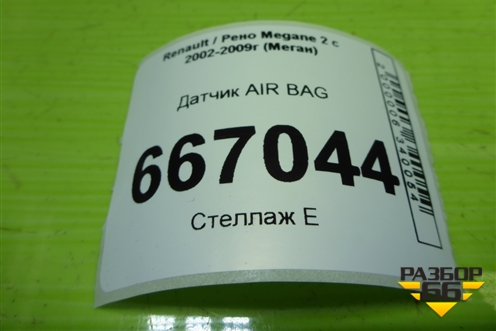 Renault / Рено Megane 2 с
2002-2009г (Меган)
Датчик AIR BAG
667044
Стеллаж Е
РАЗБОР
66